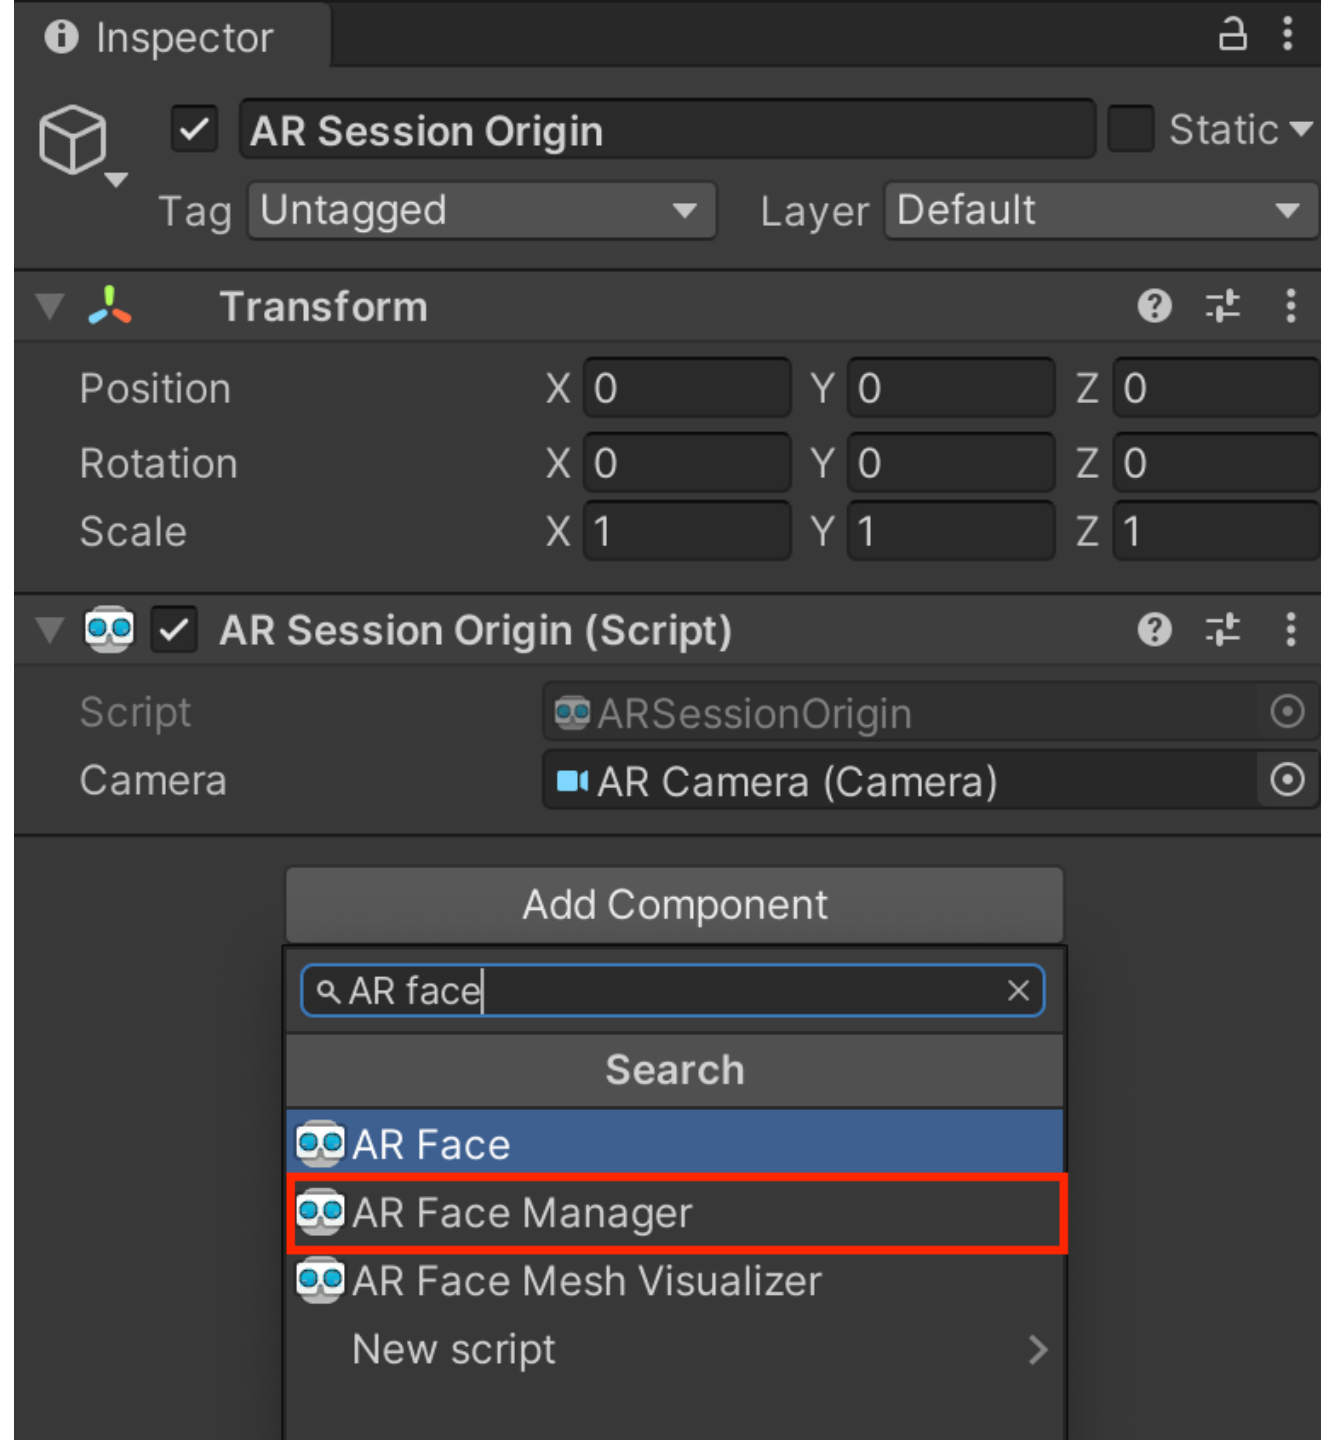 Inspector
AR Session Origin Static
Tag Untagged Layer Default
Transform
Position X 0 Y 0 Z 0
Rotation X 0 Y 0 Z 0
Scale X 1 Y 1 Z 1
AR Session Origin (Script)
Script ARSessionOrigin
Camera AR Camera (Camera)
Add Component
AR face
Search
AR Face
AR Face Manager
AR Face Mesh Visualizer
New script